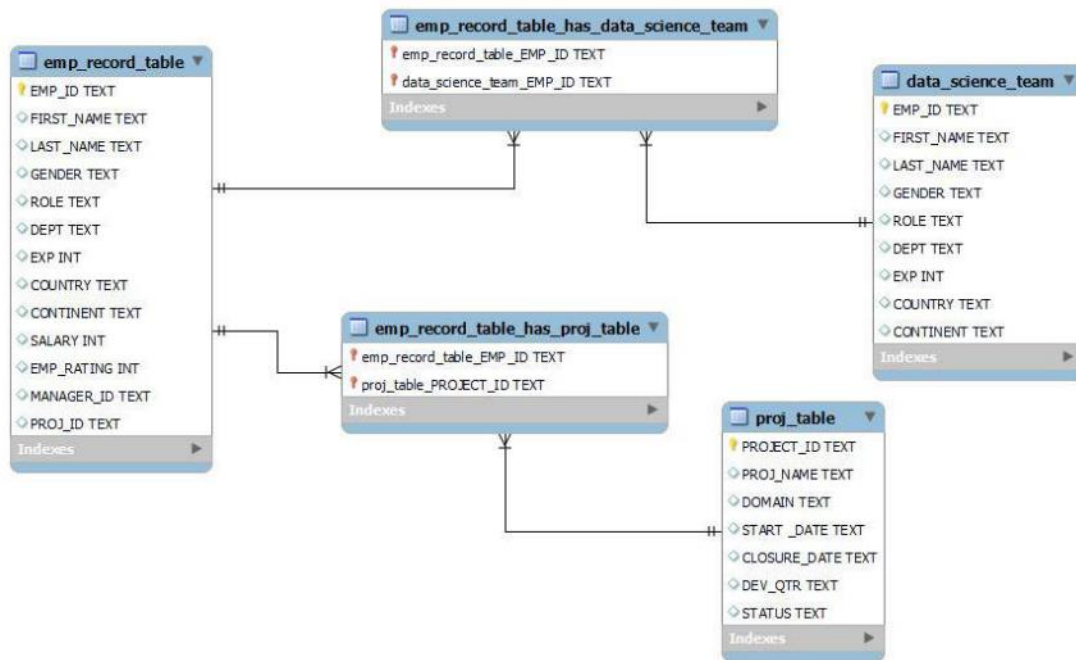 emp_record_table
EMP_ID TEXT
FIRST_NAME TEXT
LAST_NAME TEXT
GENDER TEXT
ROLE TEXT
DEPT TEXT
EXP INT
COUNTRY TEXT
CONTINENT TEXT
SALARY INT
EMP_RATING INT
MANAGER_ID TEXT
PROJ_ID TEXT
Indexes
emp_record_table_has_data_science_team
emp_record_table_EMP_ID TEXT
data_science_team_EMP_ID TEXT
Indexes
data_science_team
EMP_ID TEXT
FIRST_NAME TEXT
LAST_NAME TEXT
GENDER TEXT
ROLE TEXT
DEPT TEXT
EXP INT
COUNTRY TEXT
CONTINENT TEXT
Indexes
emp_record_table_has_proj_table
emp_record_table_EMP_ID TEXT
proj_table_PROJECT_ID TEXT
Indexes
proj_table
PROJECT_ID TEXT
PROJ_NAME TEXT
DOMAIN TEXT
START _DATE TEXT
CLOSURE_DATE TEXT
DEV_QTR TEXT
STATUS TEXT
Indexes